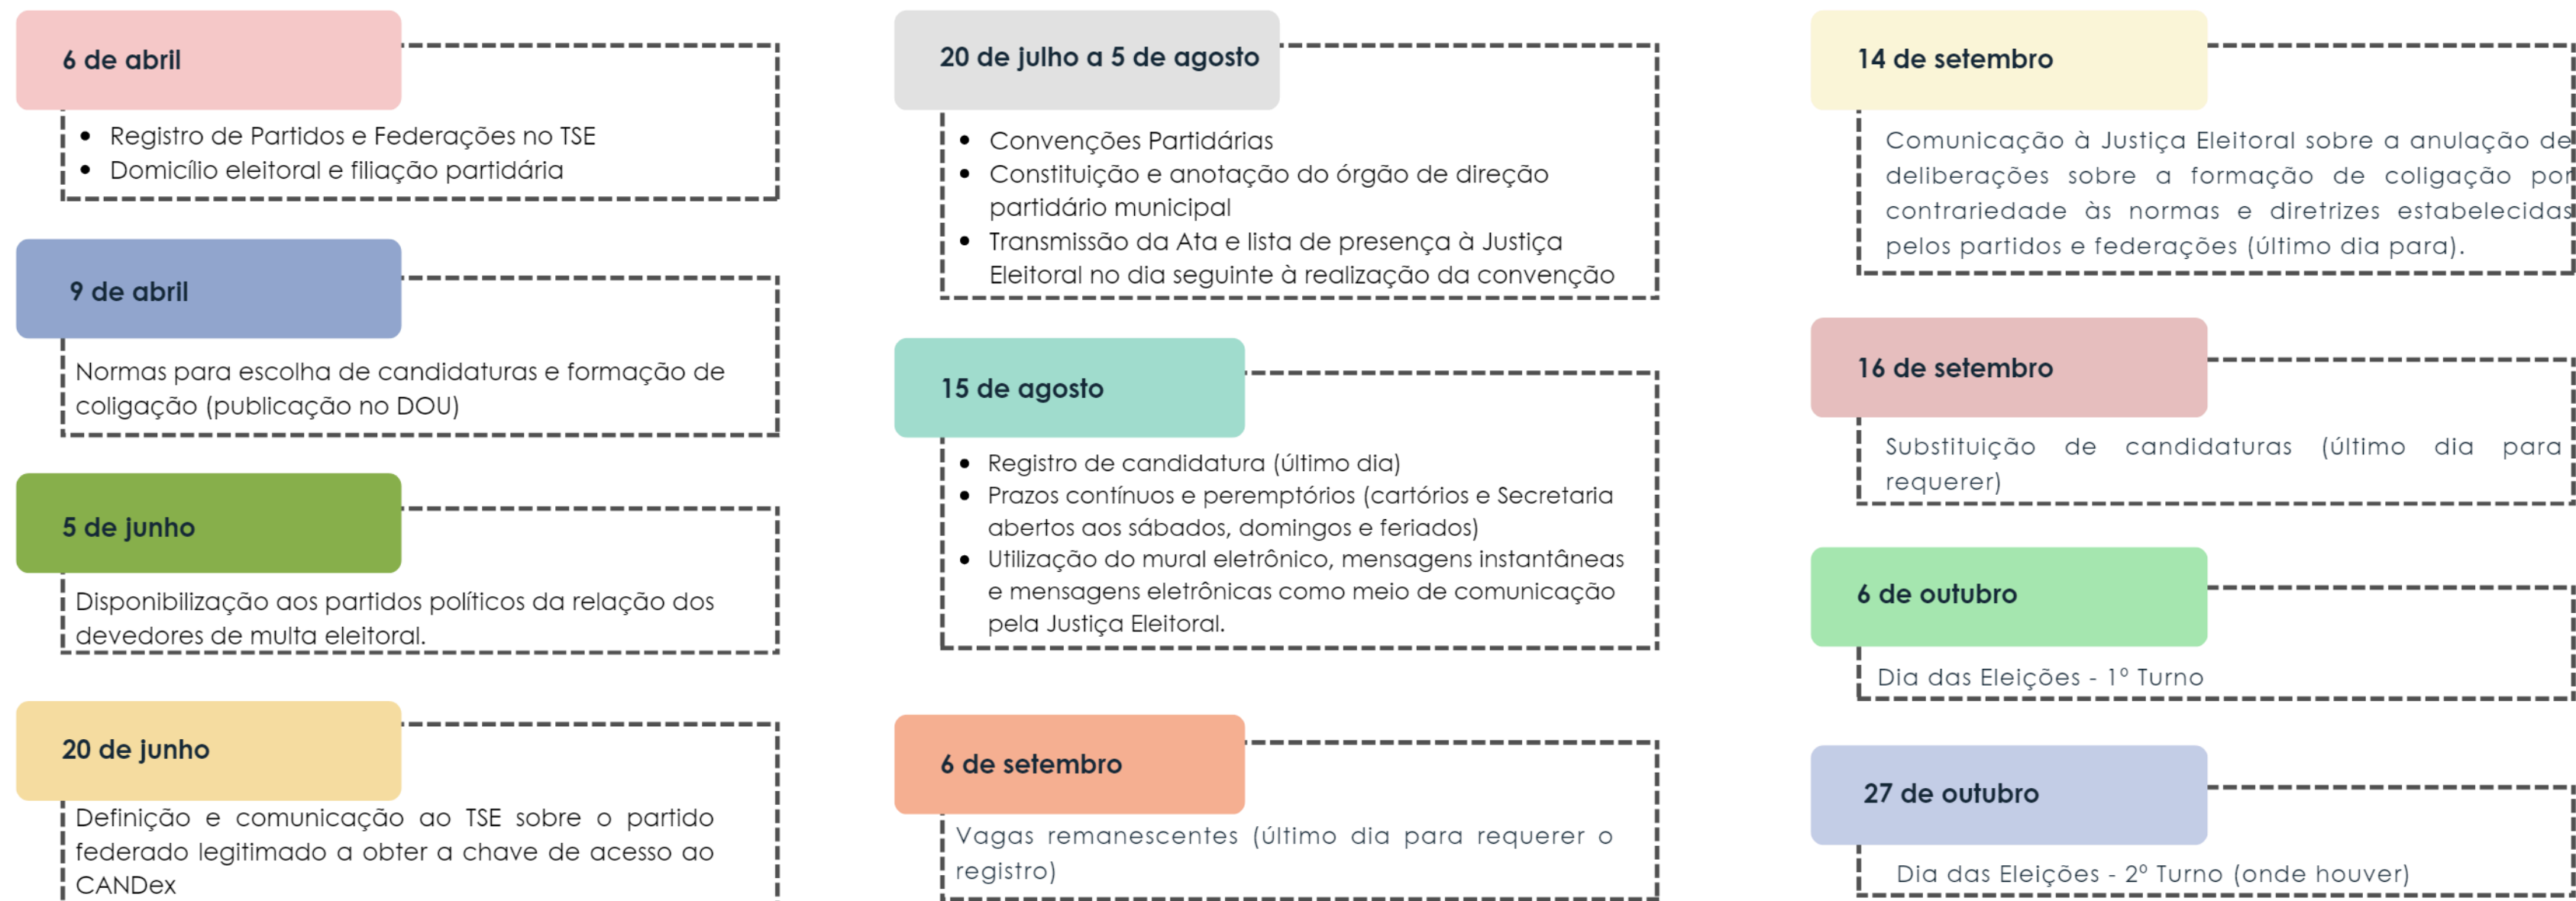 6 de abril
• Registro de Partidos e Federações no TSE
• Domicílio eleitoral e filiação partidária
9 de abril
Normas para escolha de candidaturas e formação de
coligação (publicação no DOU)
5 de junho
Disponibilização aos partidos políticos da relação dos
devedores de multa eleitoral.
20 de junho
Definição e comunicação ao TSE sobre o partido
federado legitimado a obter a chave de acesso ao
CANDex
20 de julho a 5 de agosto
• Convenções Partidárias
• Constituição e anotação do órgão de direção
partidário municipal
• Transmissão da Ata e lista de presença à Justiça
Eleitoral no dia seguinte à realização da convenção
15 de agosto
• Registro de candidatura (último dia)
• Prazos contínuos e peremptórios (cartórios e Secretaria
abertos aos sábados, domingos e feriados)
• Utilização do mural eletrônico, mensagens instantâneas
e mensagens eletrônicas como meio de comunicação
pela Justiça Eleitoral.
6 de setembro
Vagas remanescentes (último dia para requerer o
registro)
14 de setembro
Comunicação à Justiça Eleitoral sobre a anulação de
deliberações sobre a formação de coligação por
contrariedade às normas e diretrizes estabelecidas
pelos partidos e federações (último dia para).
16 de setembro
Substituição de candidaturas (último dia para
requerer)
6 de outubro
Dia das Eleições - 1º Turno
27 de outubro
Dia das Eleições - 2º Turno (onde houver)